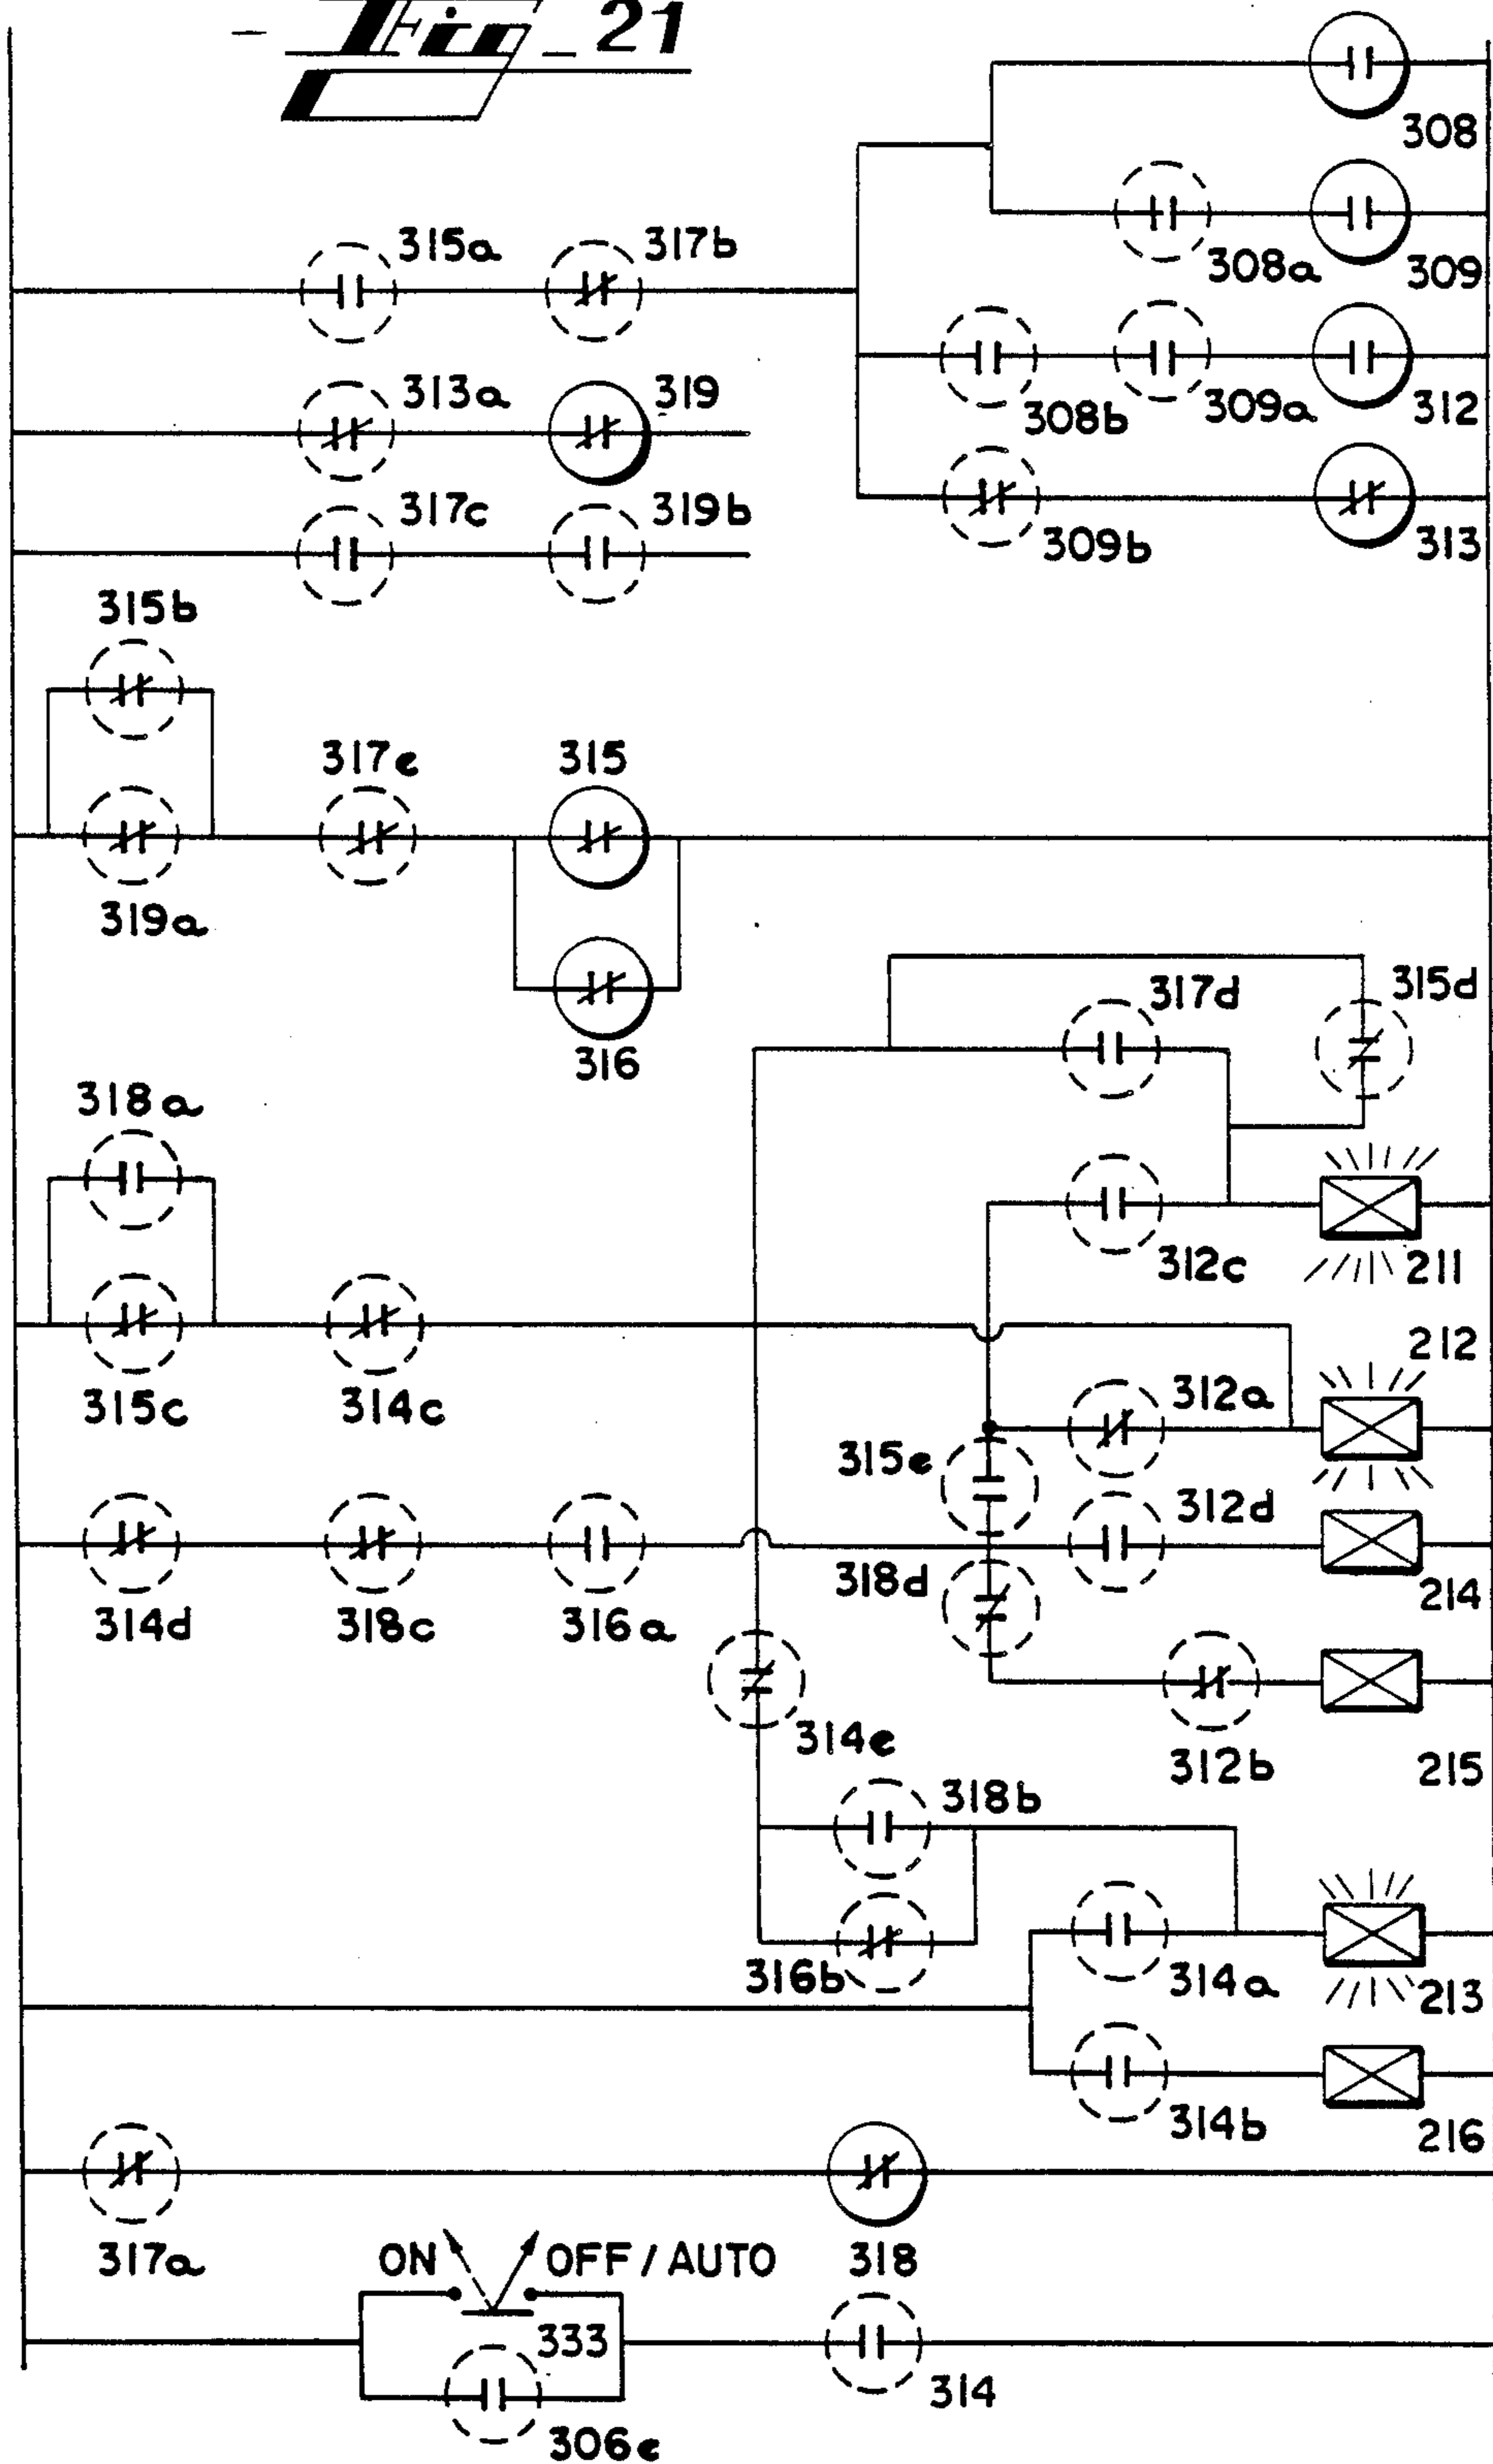 Fig_21
308
315a 317b
308a 309
313a 319
308b 309a 312
317c 319b
309b 313
315b
317e 315
319a
317d 315d
316
318a
312c 211
212
315c 314c 312a
315e
312d
314d 318c 316a 318d 214
314e
312b 215
318b
316b 314a 213
314b 216
317a ON OFF / AUTO 318
333
314
306e